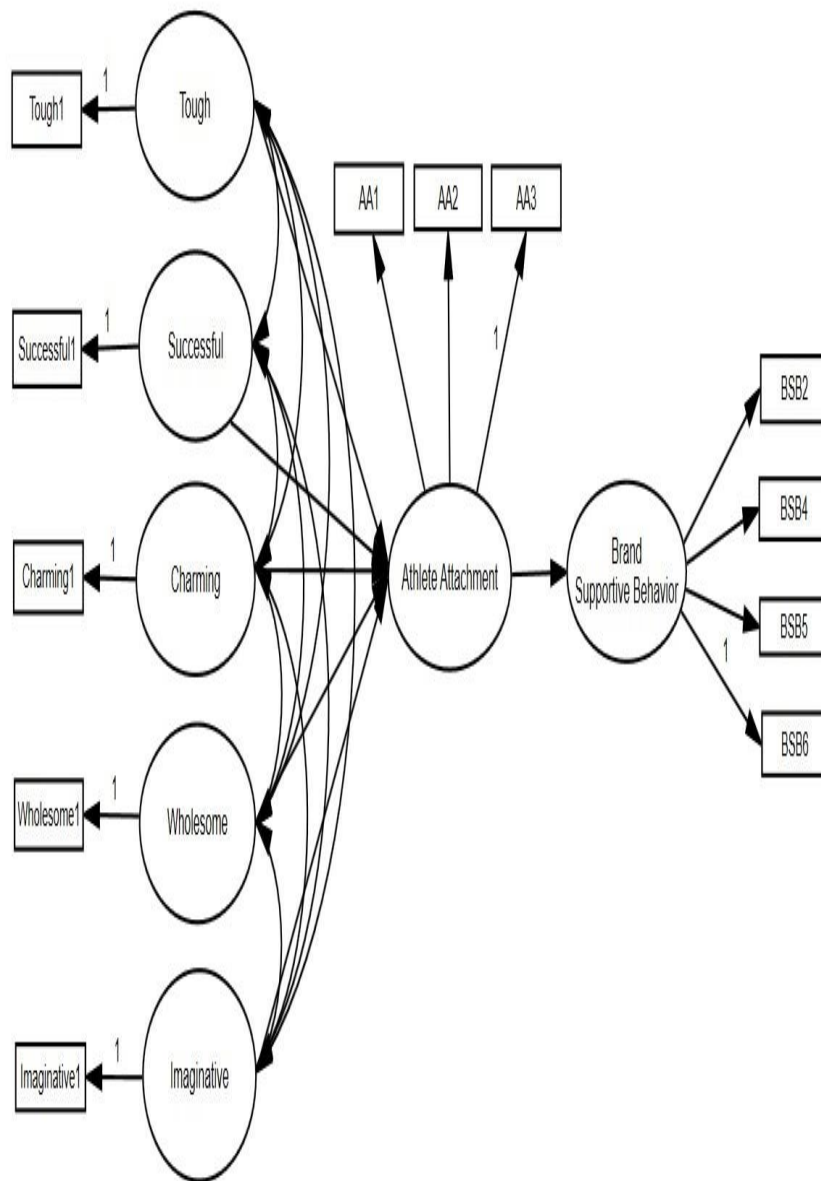 1
Tough1
Tough
AA1
AA2
AA3
1
Successful1
Successful
1
BSB2
BSB4
BSB5
BSB6
1
1
Charming1
Charming
Athlete Attachment
Brand
Supportive Behavior
1
Wholesome1
Wholesome
1
Imaginative1
Imaginative